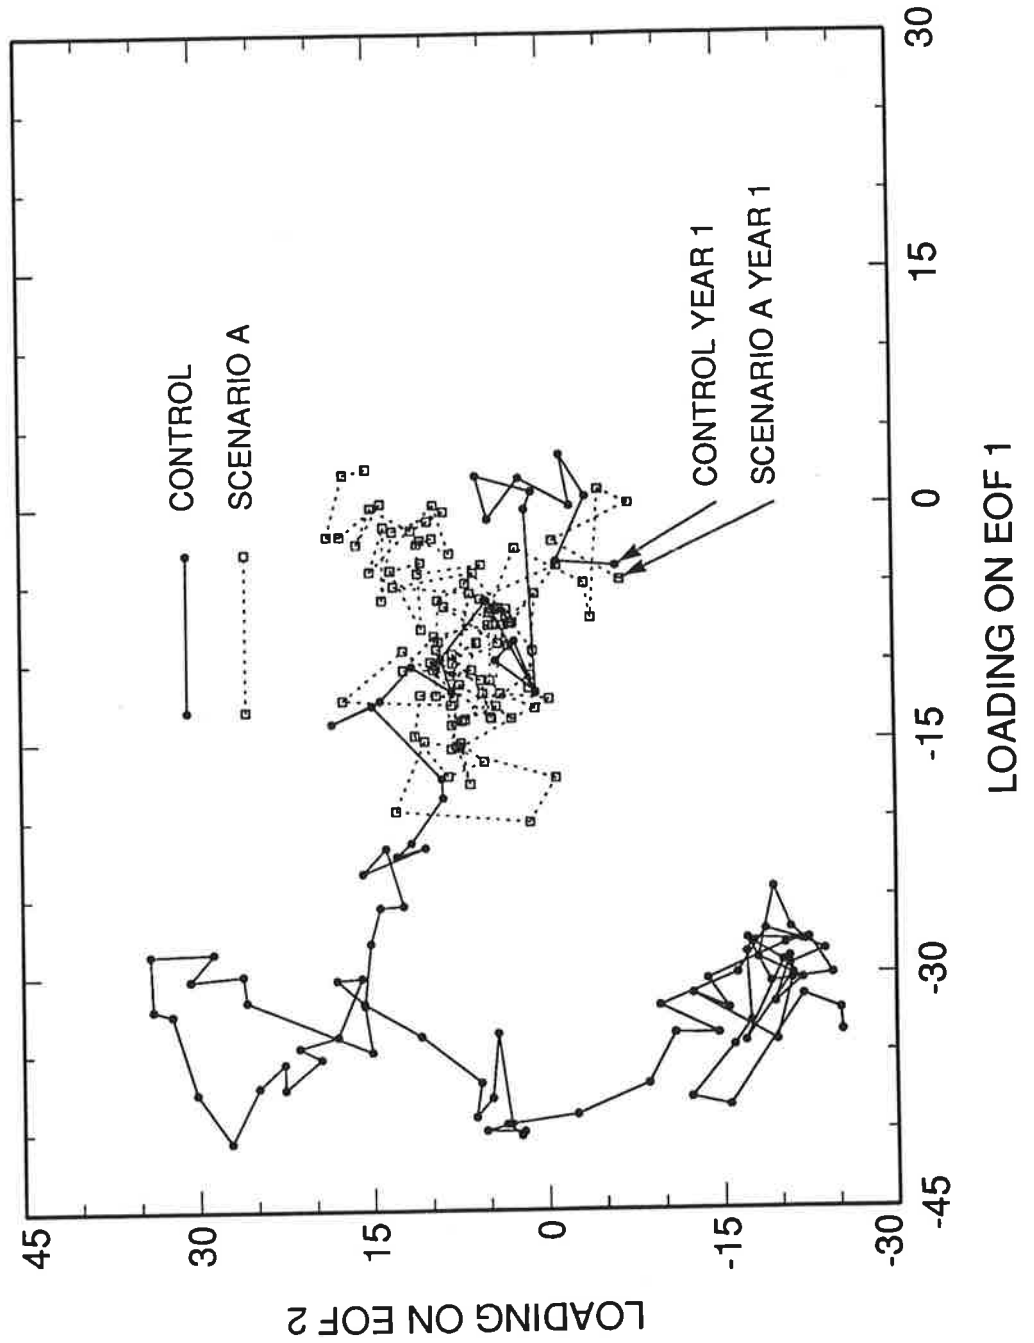 45
30
15
0
-15
-30
-45
-30
-15
0
15
30
LOADING ON EOF 2
LOADING ON EOF 1
CONTROL
SCENARIO A
CONTROL YEAR 1
SCENARIO A YEAR 1